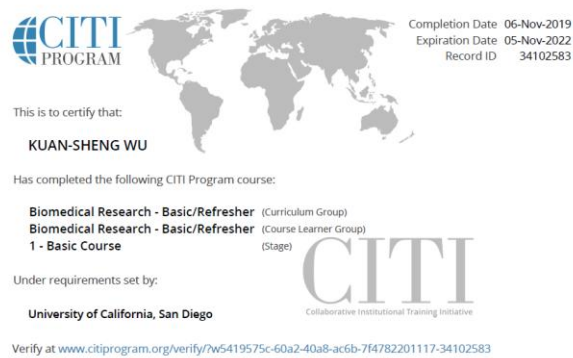 CITI
PROGRAM
Completion Date 06-Nov-2019
Expiration Date 05-Nov-2022
Record ID 34102583
This is to certify that:
KUAN-SHENG WU
Has completed the following CITI Program course:
Biomedical Research - Basic/Refresher (Curriculum Group)
Biomedical Research - Basic/Refresher (Course Learner Group)
1 - Basic Course (Stage)
Under requirements set by:
University of California, San Diego
CITI
Collaborative Institutional Training Initiative
Verify at www.citiprogram.org/verify/?w5419575c-60a2-40a8-ac6b-7f4782201117-34102583